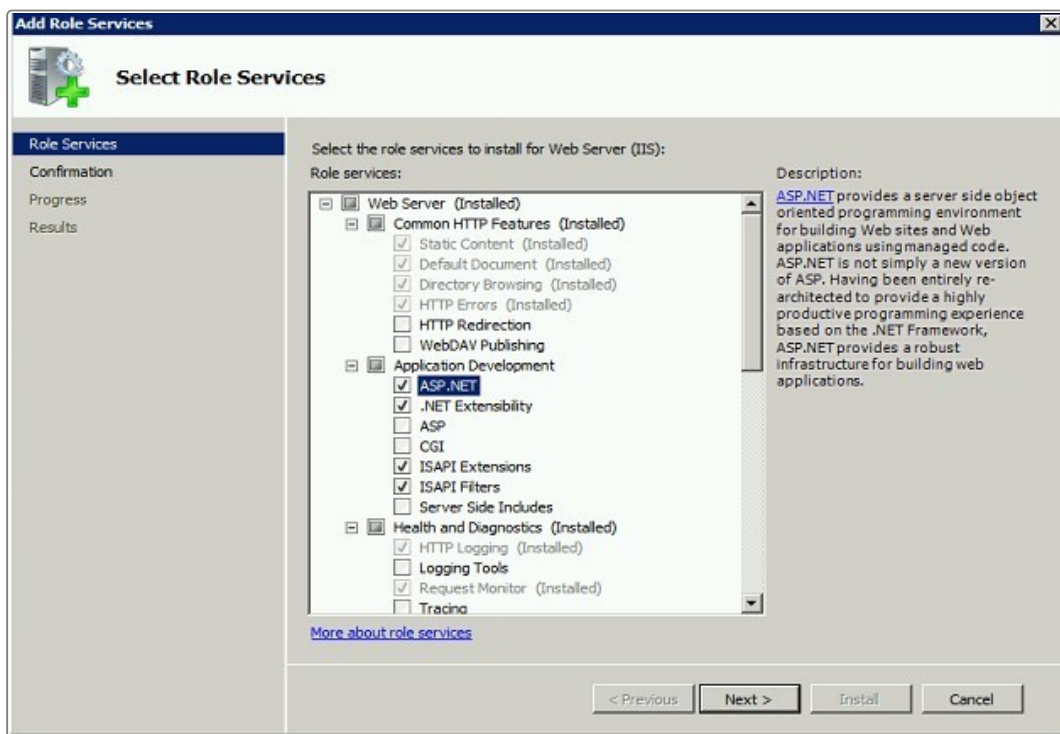 Add Role Services
Select Role Services
Role Services
Confirmation
Progress
Results
Select the role services to install for Web Server (IIS):
Role services:
Web Server (Installed)
Common HTTP Features (Installed)
Static Content (Installed)
Default Document (Installed)
Directory Browsing (Installed)
HTTP Errors (Installed)
HTTP Redirection
WebDAV Publishing
Application Development
ASP.NET
.NET Extensibility
ASP
CGI
ISAPI Extensions
ISAPI Filters
Server Side Includes
Health and Diagnostics (Installed)
HTTP Logging (Installed)
Logging Tools
Request Monitor (Installed)
Tracing
More about role services
Description:
ASP.NET provides a server side object
oriented programming environment
for building Web sites and Web
applications using managed code.
ASP.NET is not simply a new version
of ASP. Having been entirely re-
architected to provide a highly
productive programming experience
based on the .NET Framework,
ASP.NET provides a robust
infrastructure for building web
applications.
< Previous
Next >
Install
Cancel